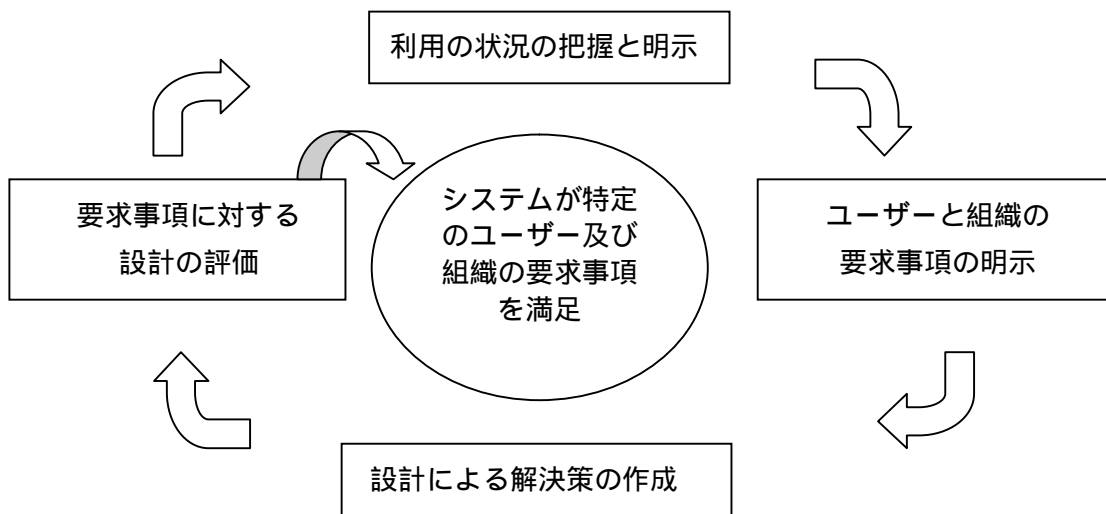 利用の状況の把握と明示
要求事項に対する
設計の評価
システムが特定
のユーザー及び
組織の要求事項
を満足
ユーザーと組織の
要求事項の明示
設計による解決策の作成